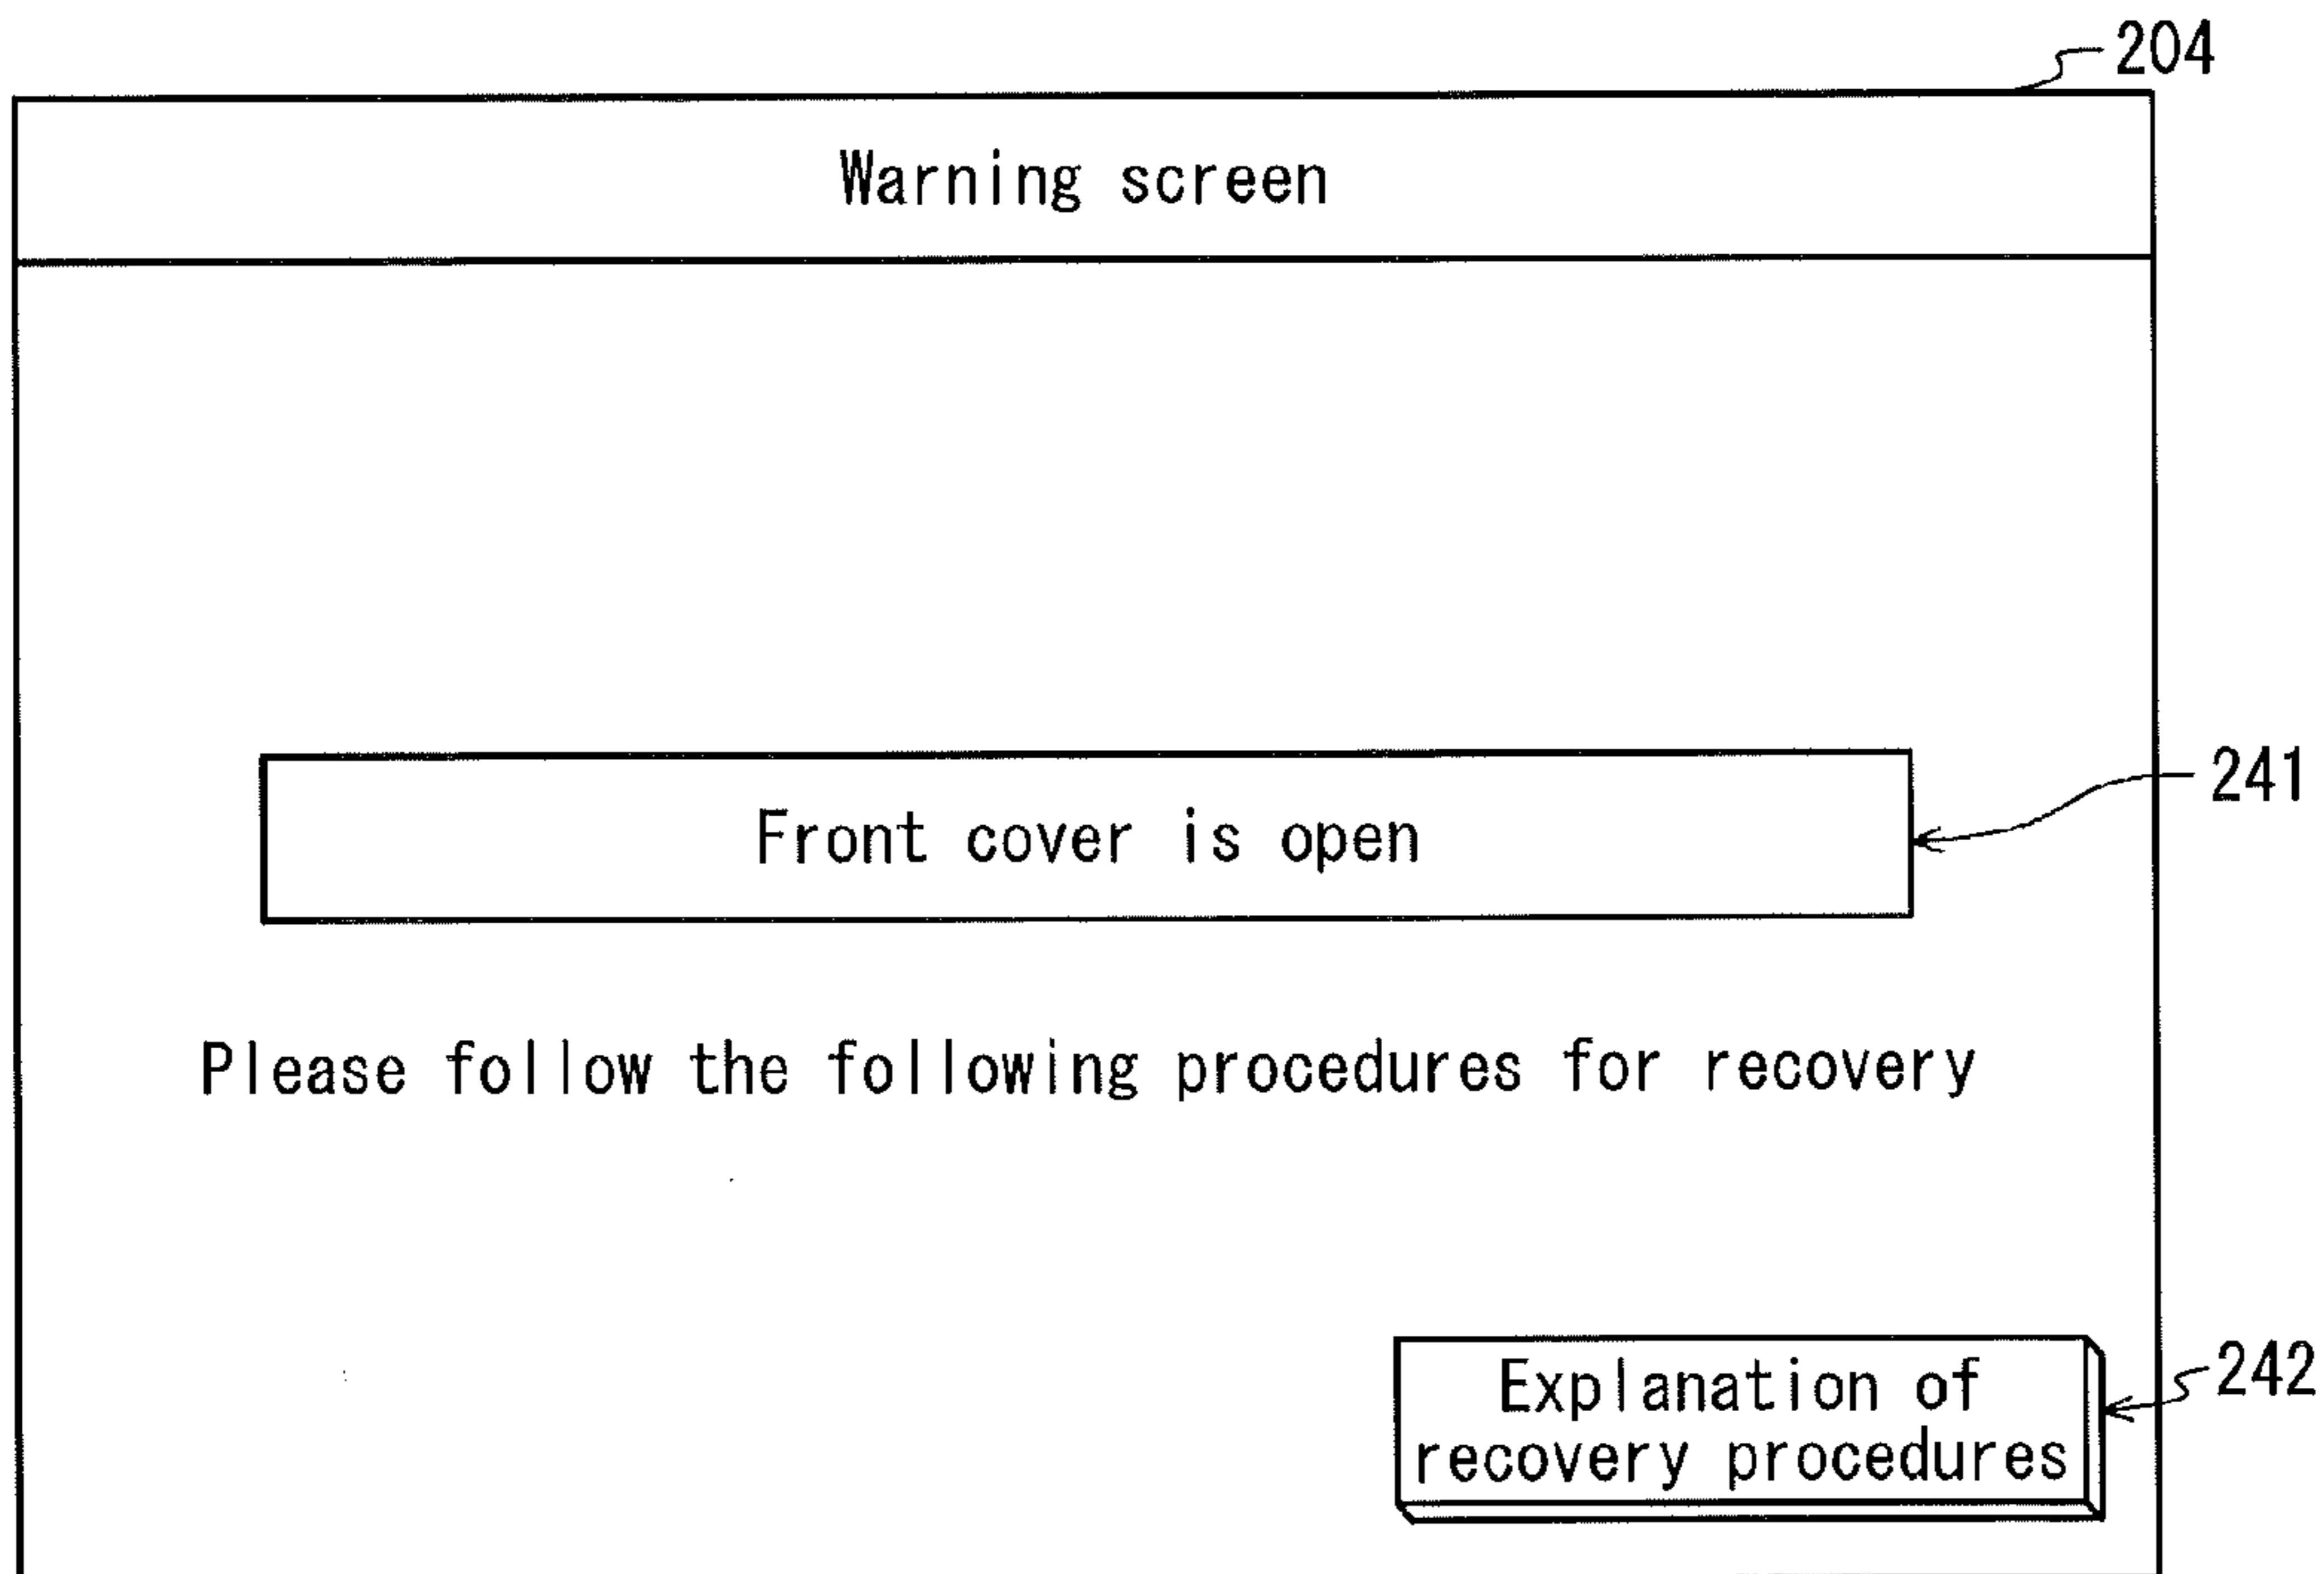 204
Warning screen
Front cover is open
241
Please follow the following procedures for recovery
Explanation of
recovery procedures
242